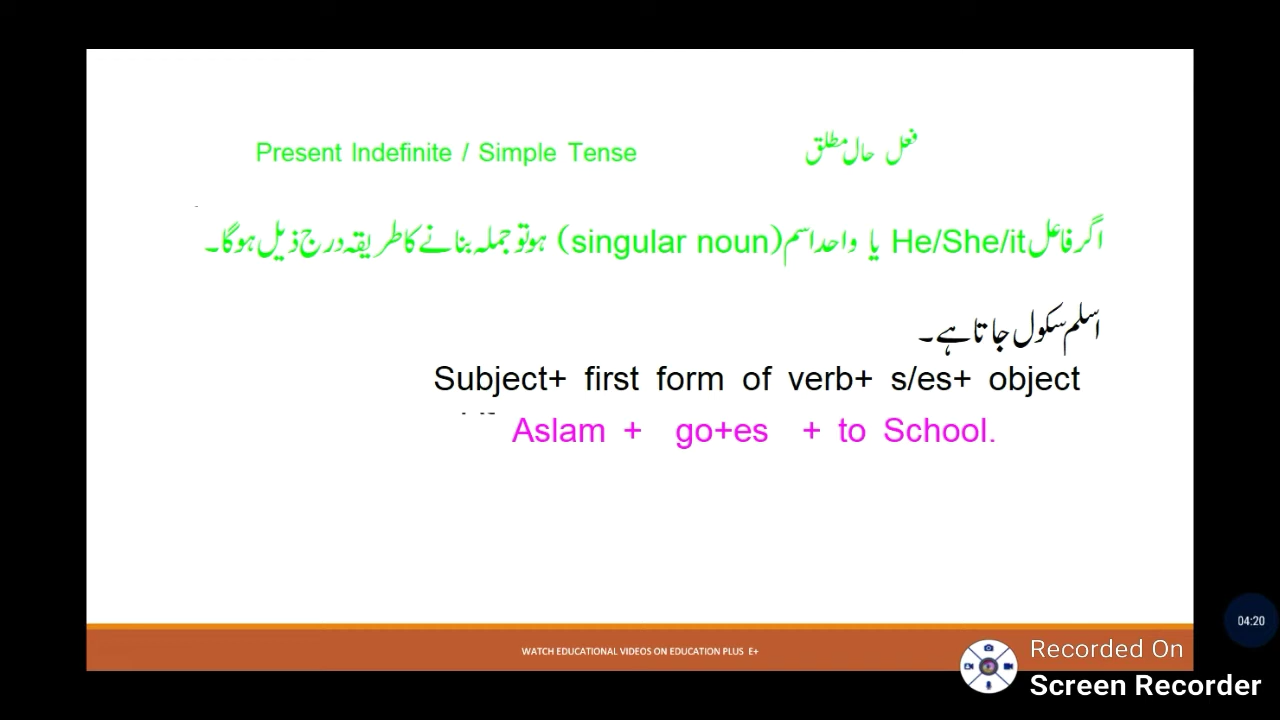 Present Indefinite / Simple Tense فعل حال مطلق
اگر فاعل He/She/it یا واحد اسم (singular noun) ہو تو جملہ بنانے کا طریقہ درج ذیل ہو گا۔
اسلم سکول جاتا ہے۔
Subject+ first form of verb+ s/es+ object
Aslam + go+es + to School.
WATCH EDUCATIONAL VIDEOS ON EDUCATION PLUS E+
04:20
Recorded On
Screen Recorder